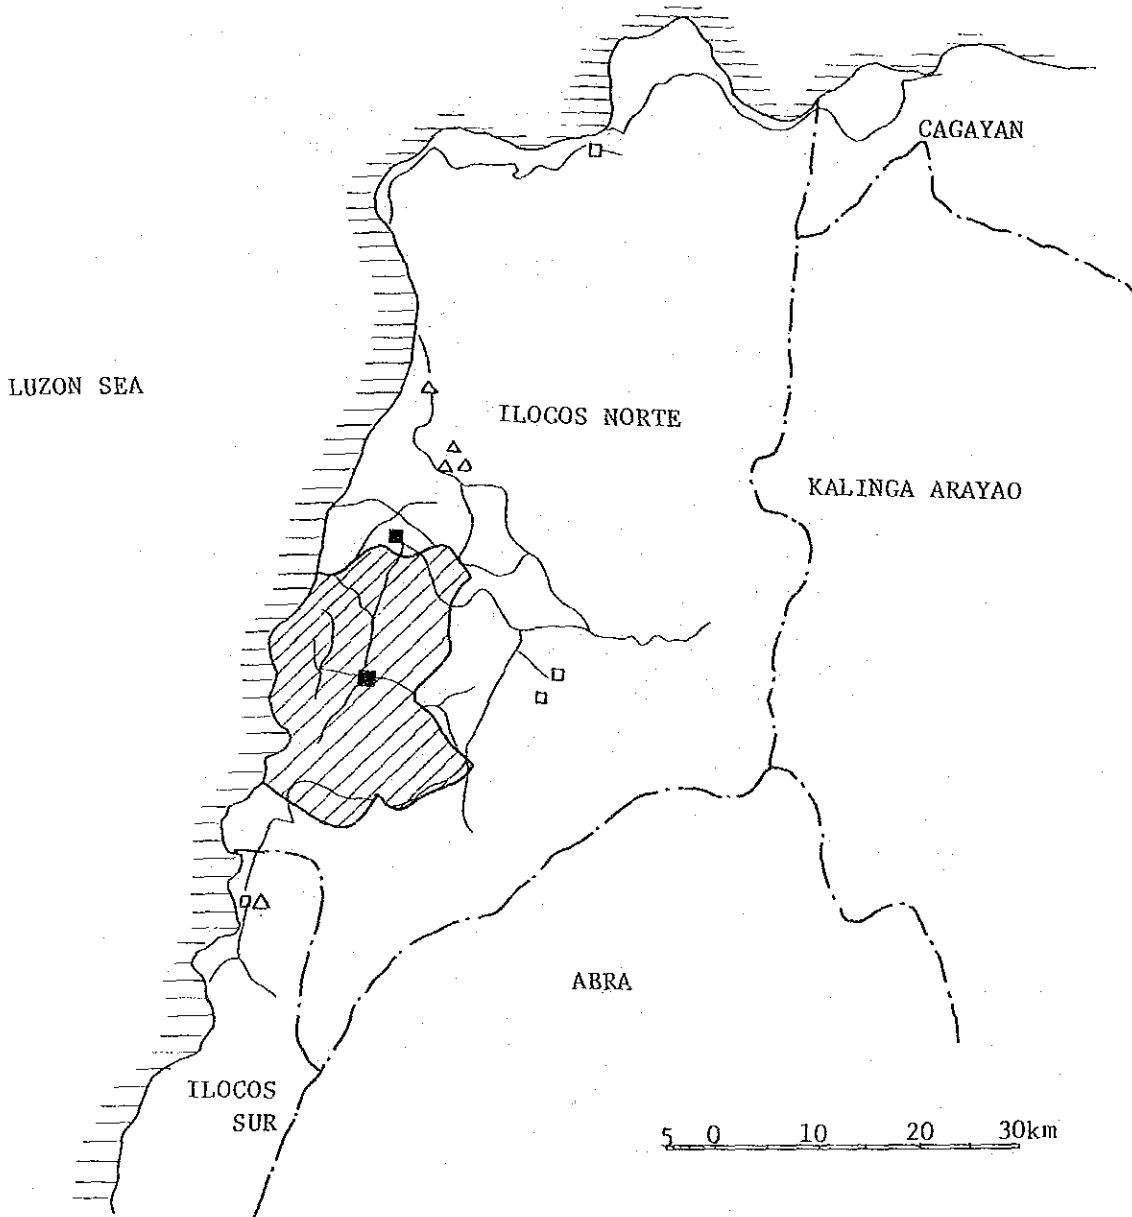 CAGAYAN
LUZON SEA
ILOCOS NORTE
KALINGA ARAYAO
ABRA
ILOCOS
SUR
5 0 10 20 30km